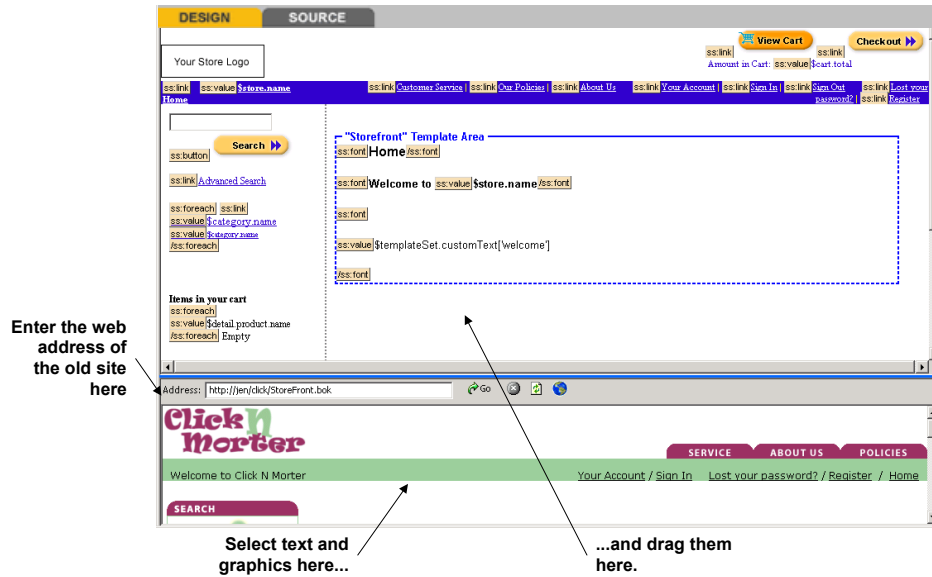 DESIGN SOURCE
View Cart Checkout
ss:link ss:link
Your Store Logo
Amount in Cart: ss:value $cart.total
ss:link ss:value $store.name ss:link Customer Service | ss:link Our Policies | ss:link About Us ss:link Your Account | ss:link Sign In | ss:link Sign Out ss:link Lost your
Home password? | ss:link Register
"Storefront" Template Area
ss:font Home /ss:font
Search
ss:button
ss:link Advanced Search
ss:font Welcome to ss:value $store.name /ss:font
ss:foreach ss:link
ss:value $category.name
ss:value $category.name
/ss:foreach
ss:font
ss:value $templateSet.customText['welcome']
/ss:font
Items in your cart
ss:foreach
ss:value $detail.product.name
/ss:foreach Empty
Enter the web
address of
the old site
here
Address: http://jen/click/StoreFront.bok Go
Click N
Morter
SERVICE ABOUT US POLICIES
Welcome to Click N Morter Your Account / Sign In Lost your password? / Register / Home
SEARCH
Select text and
graphics here...
...and drag them
here.